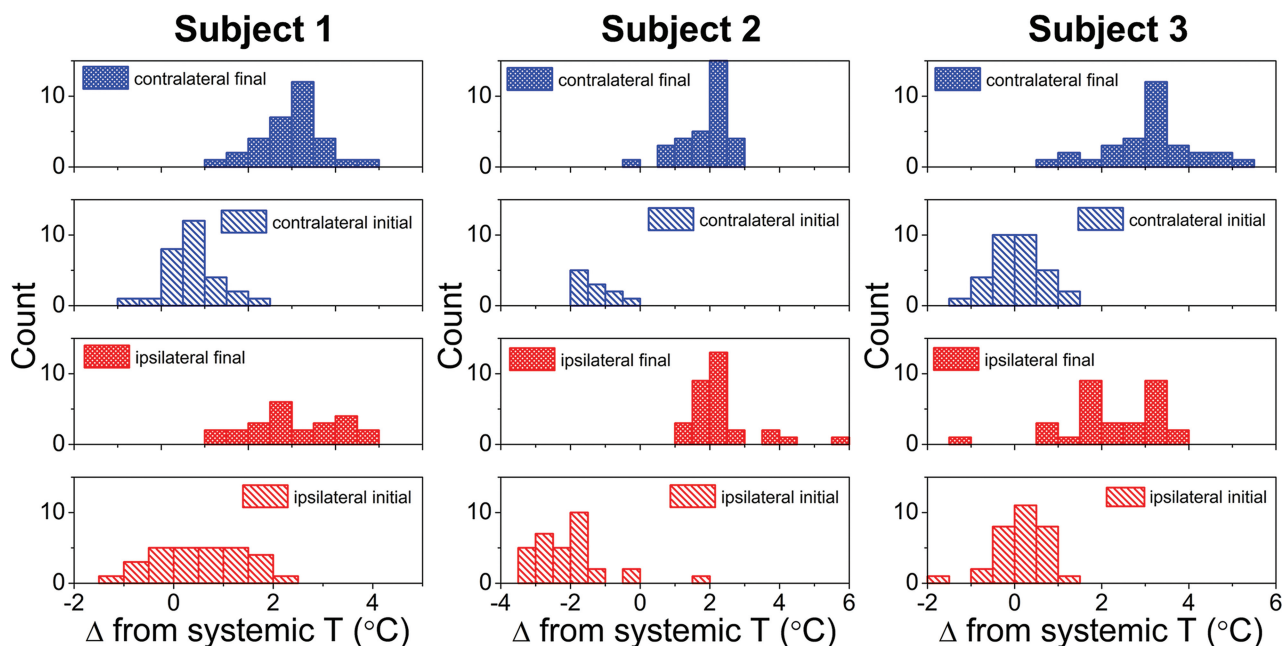 Subject 1
Subject 2
Subject 3
contralateral final
contralateral final
contralateral final
10
0
10
0
10
0
contralateral initial
contralateral initial
contralateral initial
10
0
10
0
10
0
Count
Count
Count
ipsilateral final
ipsilateral final
ipsilateral final
10
0
10
0
10
0
ipsilateral initial
ipsilateral initial
ipsilateral initial
10
0
10
0
10
0
-2 0 2 4
-4 -2 0 2 4 6
-2 0 2 4 6
Δ from systemic T (°C)
Δ from systemic T (°C)
Δ from systemic T (°C)